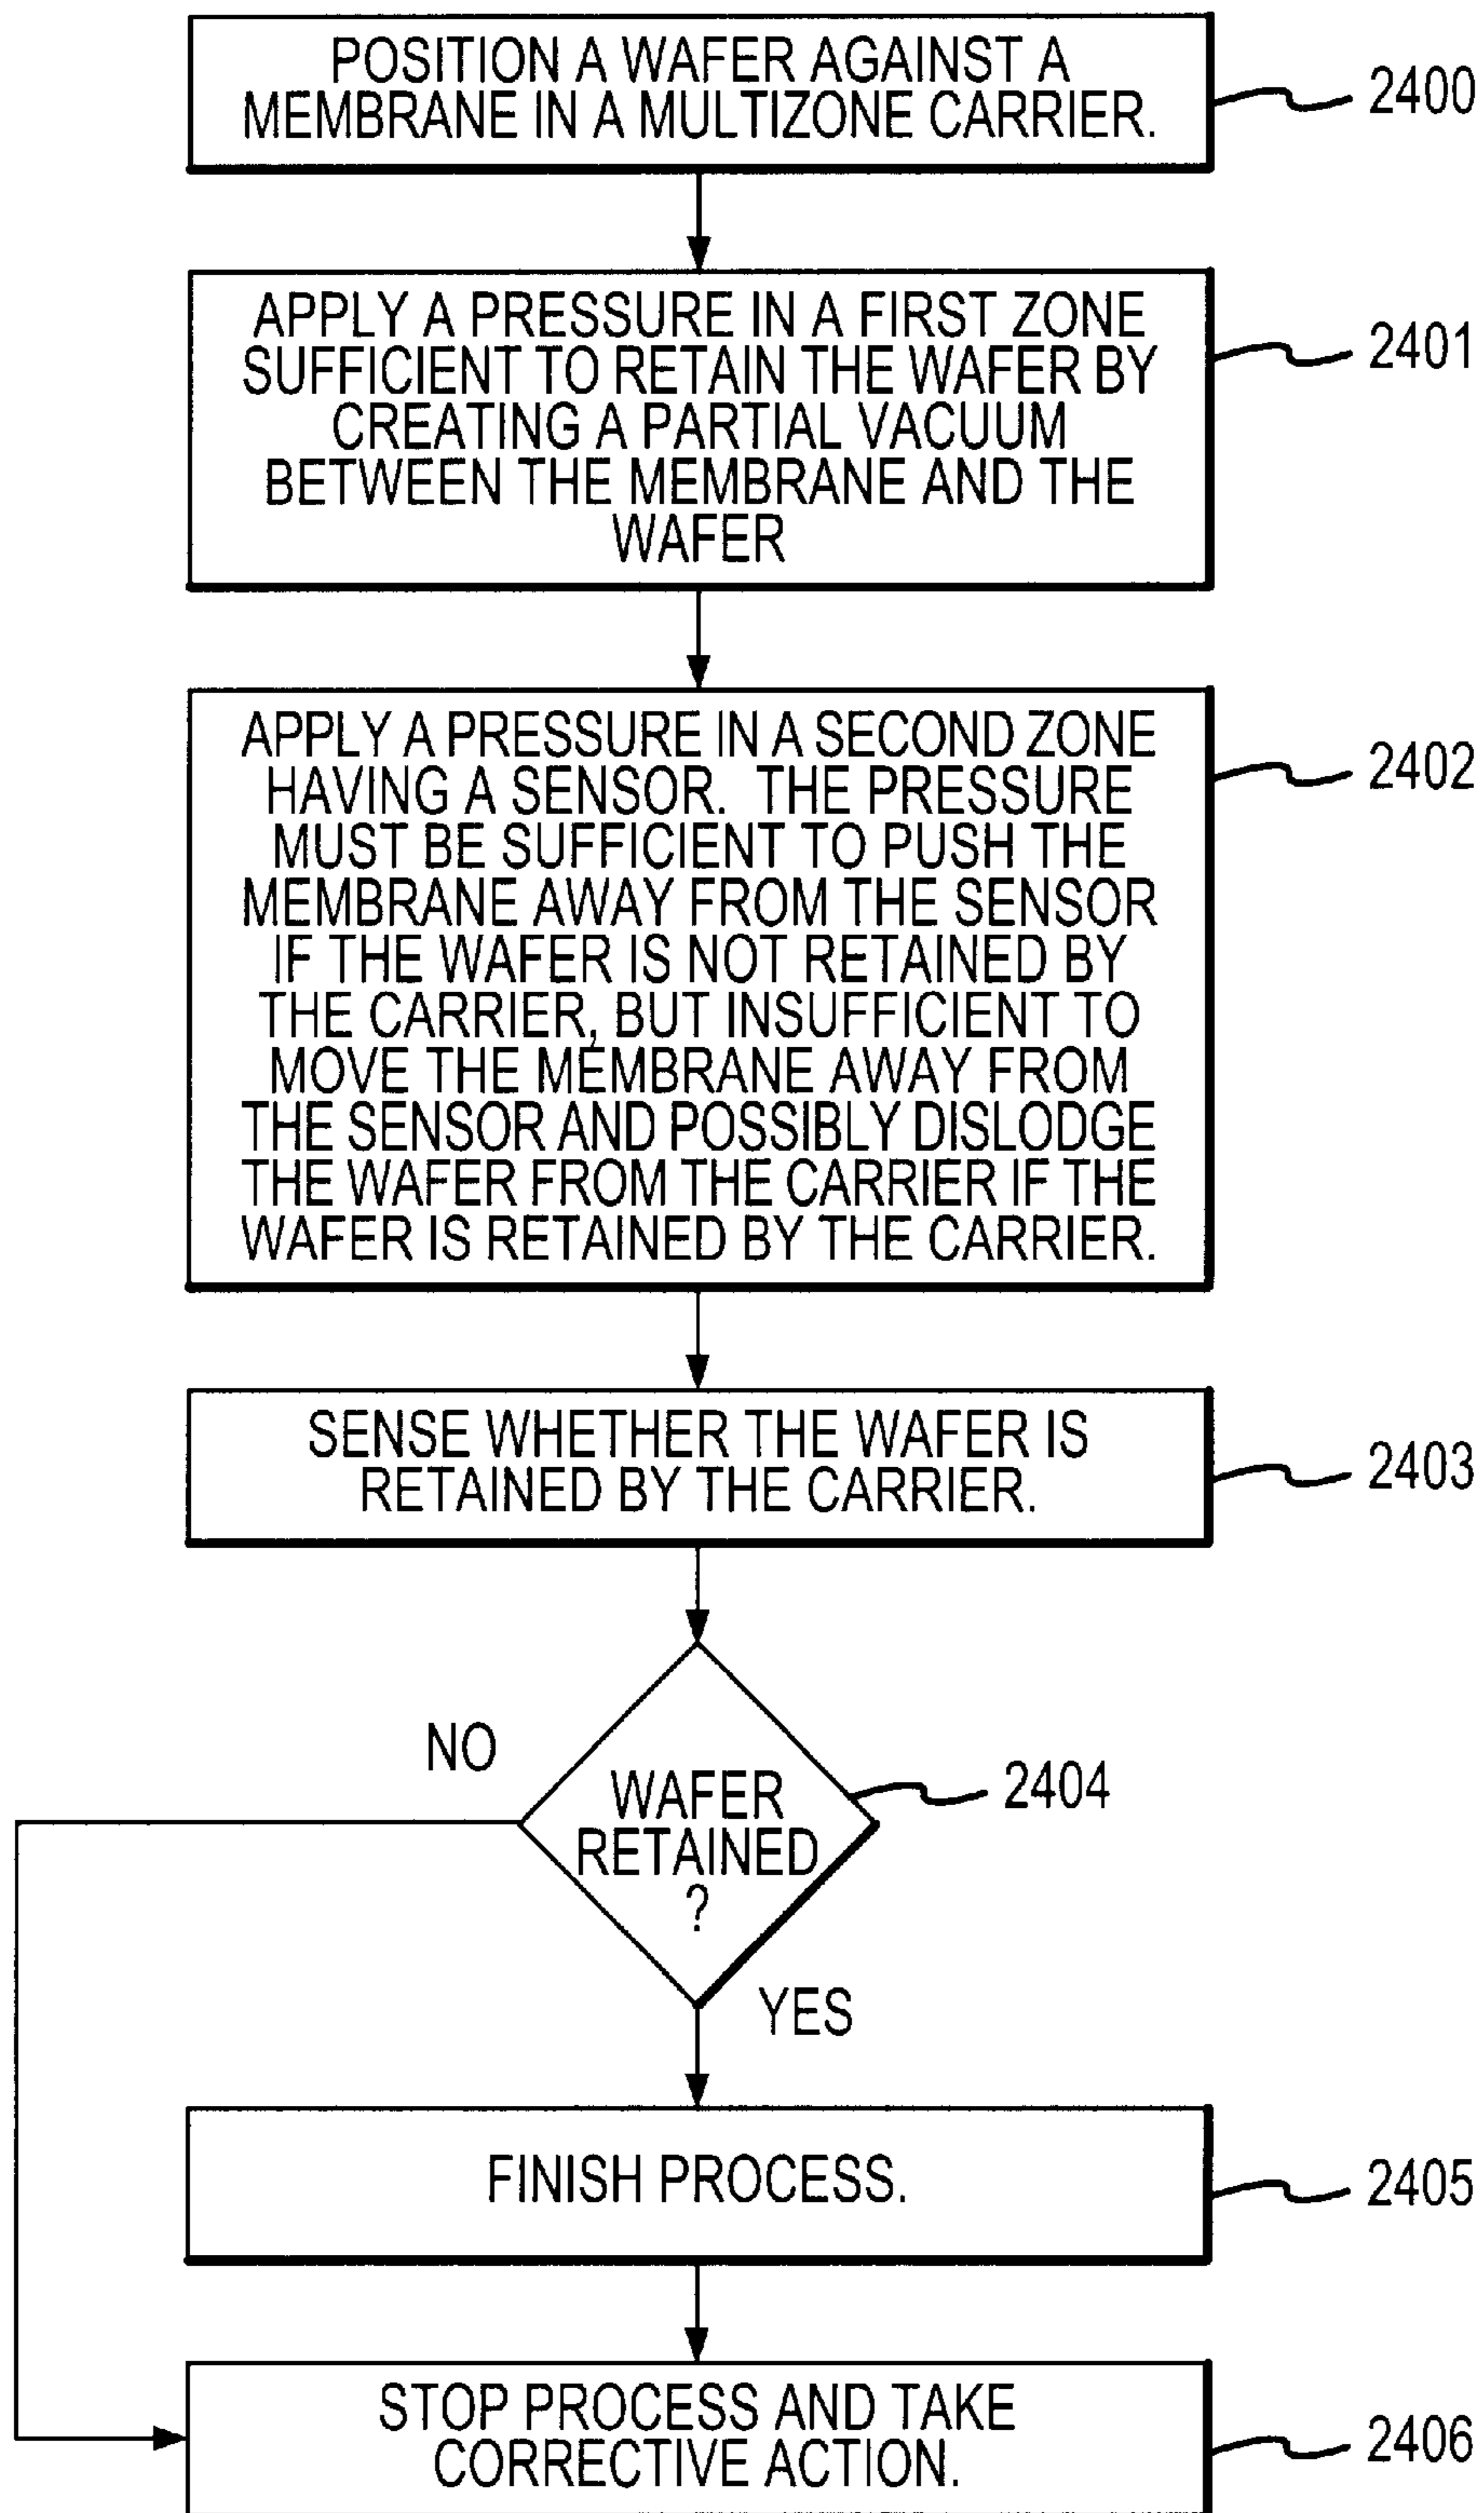 POSITION A WAFER AGAINST A
MEMBRANE IN A MULTIZONE CARRIER.
2400
APPLY A PRESSURE IN A FIRST ZONE
SUFFICIENT TO RETAIN THE WAFER BY
CREATING A PARTIAL VACUUM
BETWEEN THE MEMBRANE AND THE
WAFER
2401
APPLY A PRESSURE IN A SECOND ZONE
HAVING A SENSOR. THE PRESSURE
MUST BE SUFFICIENT TO PUSH THE
MEMBRANE AWAY FROM THE SENSOR
IF THE WAFER IS NOT RETAINED BY
THE CARRIER, BUT INSUFFICIENT TO
MOVE THE MEMBRANE AWAY FROM
THE SENSOR AND POSSIBLY DISLODGE
THE WAFER FROM THE CARRIER IF THE
WAFER IS RETAINED BY THE CARRIER.
2402
SENSE WHETHER THE WAFER IS
RETAINED BY THE CARRIER.
2403
NO
WAFER
RETAINED
?
2404
YES
FINISH PROCESS.
2405
STOP PROCESS AND TAKE
CORRECTIVE ACTION.
2406